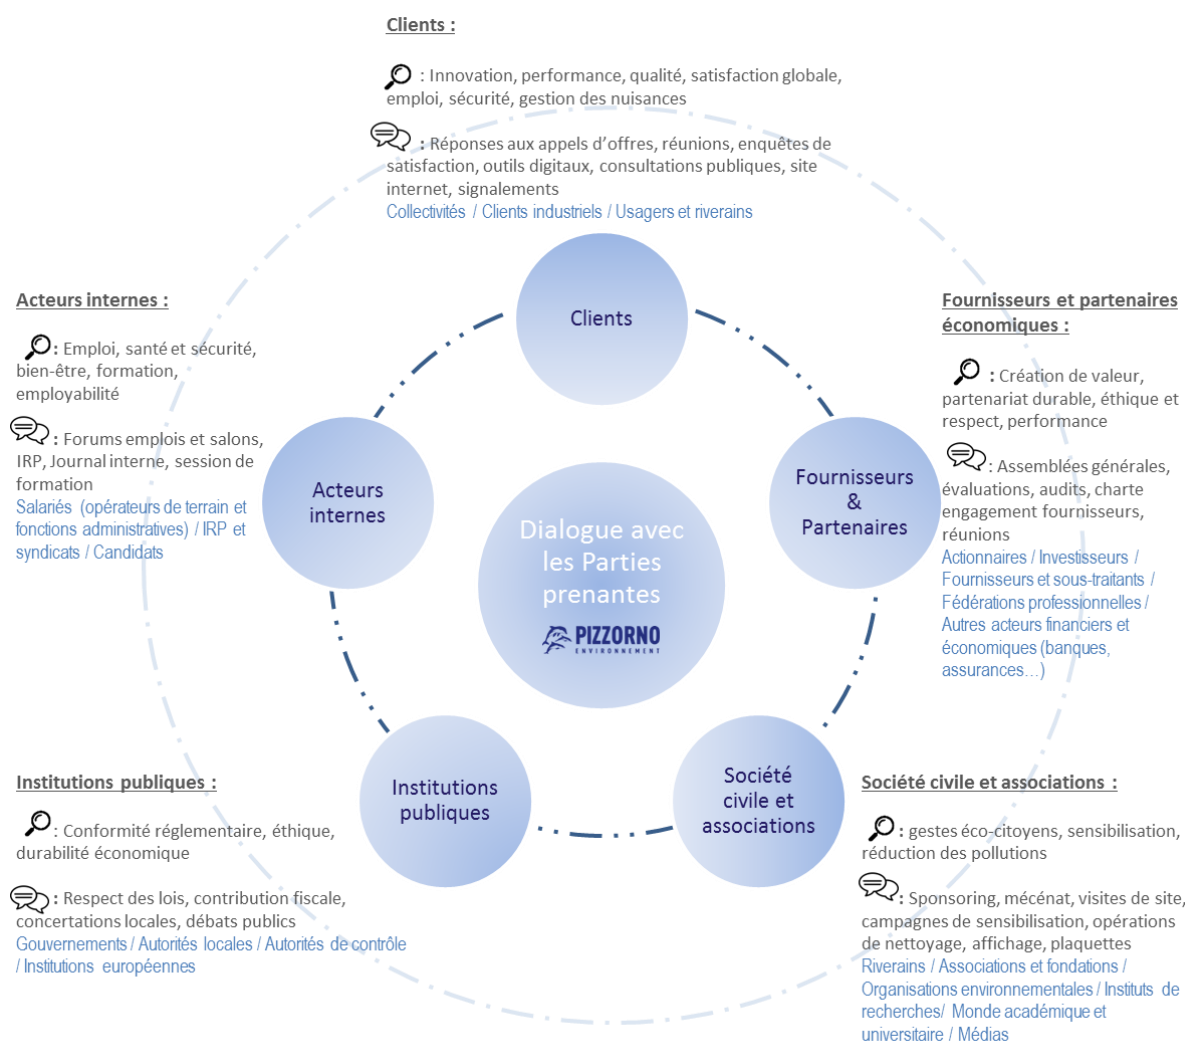 Clients :
: Innovation, performance, qualité, satisfaction globale,
emploi, sécurité, gestion des nuisances
: Réponses aux appels d’offres, réunions, enquêtes de
satisfaction, outils digitaux, consultations publiques, site
internet, signalements
Collectivités / Clients industriels / Usagers et riverains
Clients
Acteurs internes :
: Emploi, santé et sécurité,
bien-être, formation,
employabilité
: Forums emplois et salons,
IRP, Journal interne, session de
formation
Salariés (opérateurs de terrain et
fonctions administratives) / IRP et
syndicats / Candidats
Acteurs
internes
Fournisseurs et partenaires
économiques :
: Création de valeur,
partenariat durable, éthique et
respect, performance
: Assemblées générales,
évaluations, audits, charte
engagement fournisseurs,
réunions
Actionnaires / Investisseurs /
Fournisseurs et sous-traitants /
Fédérations professionnelles /
Autres acteurs financiers et
économiques (banques,
assurances…)
Fournisseurs
&
Partenaires
Dialogue avec
les Parties
prenantes
PIZZORNO
ENVIRONNEMENT
Institutions publiques :
: Conformité réglementaire, éthique,
durabilité économique
: Respect des lois, contribution fiscale,
concertations locales, débats publics
Gouvernements / Autorités locales / Autorités de contrôle
/ Institutions européennes
Institutions
publiques
Société
civile et
associations
Société civile et associations :
: gestes éco-citoyens, sensibilisation,
réduction des pollutions
: Sponsoring, mécénat, visites de site,
campagnes de sensibilisation, opérations
de nettoyage, affichage, plaquettes
Riverains / Associations et fondations /
Organisations environnementales / Instituts de
recherches/ Monde académique et
universitaire / Médias